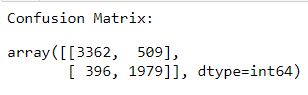 Confusion Matrix:
array([[3362,  509],
       [ 396, 1979]], dtype=int64)